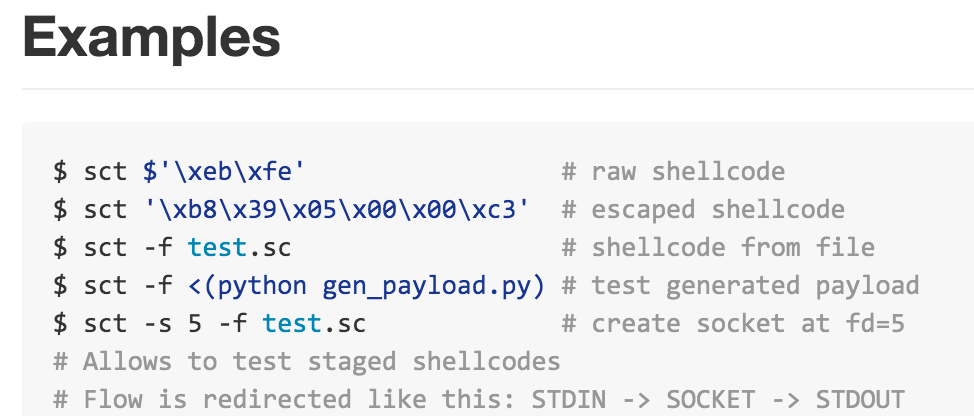 Examples
$ sct $'\xeb\xfe'                 # raw shellcode
$ sct '\xb8\x39\x05\x00\x00\xc3'  # escaped shellcode
$ sct -f test.sc                  # shellcode from file
$ sct -f <(python gen_payload.py) # test generated payload
$ sct -s 5 -f test.sc             # create socket at fd=5
# Allows to test staged shellcodes
# Flow is redirected like this: STDIN -> SOCKET -> STDOUT